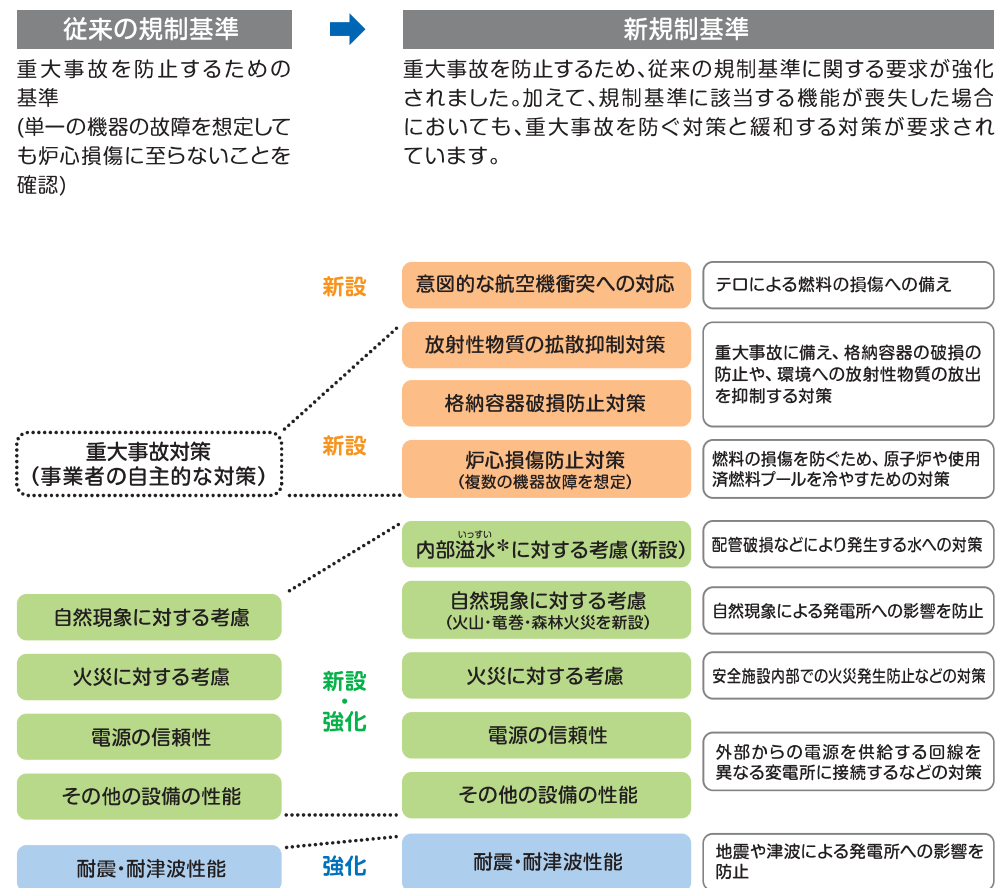 従来の規制基準
新規制基準
重大事故を防止するための
基準
(単一の機器の故障を想定して
も炉心損傷に至らないことを
確認)
重大事故を防止するため、従来の規制基準に関する要求が強化
されました。加えて、規制基準に該当する機能が喪失した場合
においても、重大事故を防ぐ対策と緩和する対策が要求され
ています。
新設
意図的な航空機衝突への対応
テロによる燃料の損傷への備え
放射性物質の拡散抑制対策
格納容器破損防止対策
重大事故に備え、格納容器の破損の
防止や、環境への放射性物質の放出
を抑制する対策
重大事故対策
(事業者の自主的な対策)
新設
炉心損傷防止対策
(複数の機器故障を想定)
燃料の損傷を防ぐため、原子炉や使用
済燃料プールを冷やすための対策
いっすい
内部溢水*に対する考慮(新設)
配管破損などにより発生する水への対策
自然現象に対する考慮
自然現象に対する考慮
(火山・竜巻・森林火災を新設)
自然現象による発電所への影響を防止
火災に対する考慮
新設
・
強化
火災に対する考慮
安全施設内部での火災発生防止などの対策
電源の信頼性
電源の信頼性
外部からの電源を供給する回線を
異なる変電所に接続するなどの対策
その他の設備の性能
その他の設備の性能
耐震・耐津波性能
強化
耐震・耐津波性能
地震や津波による発電所への影響を
防止